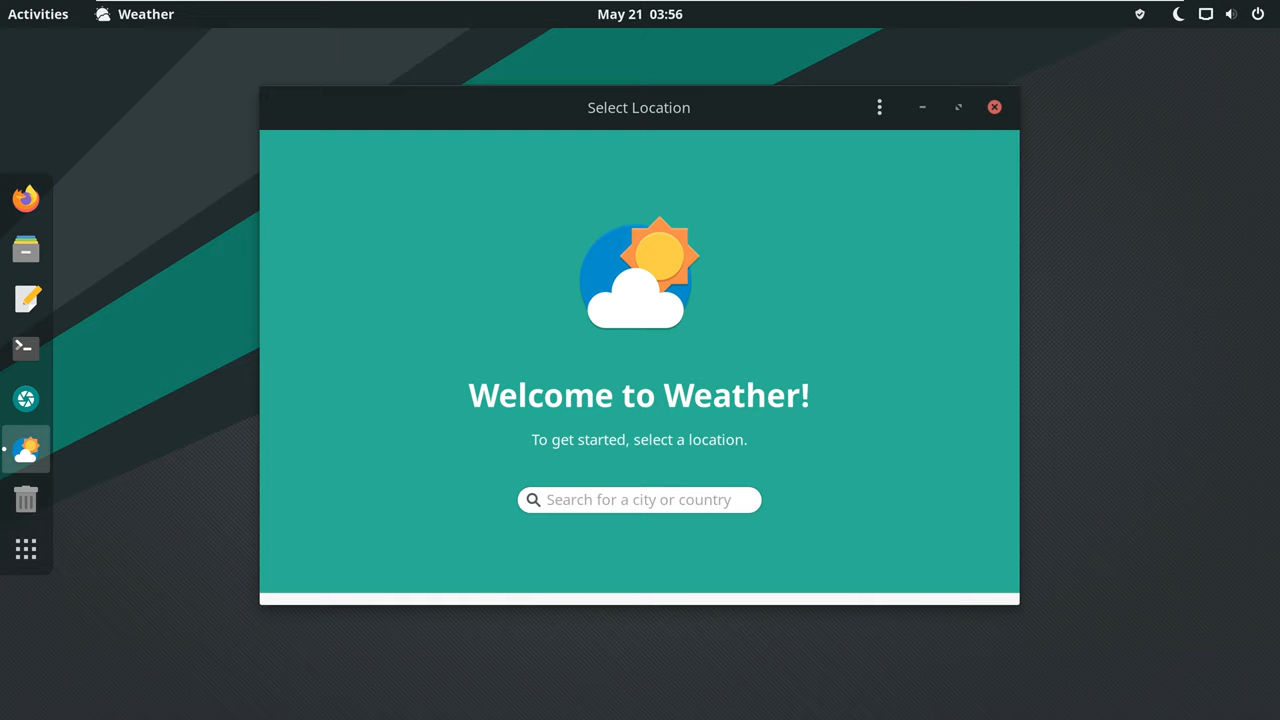 Activities Weather May 21 03:56
Select Location
Welcome to Weather!
To get started, select a location.
Search for a city or country